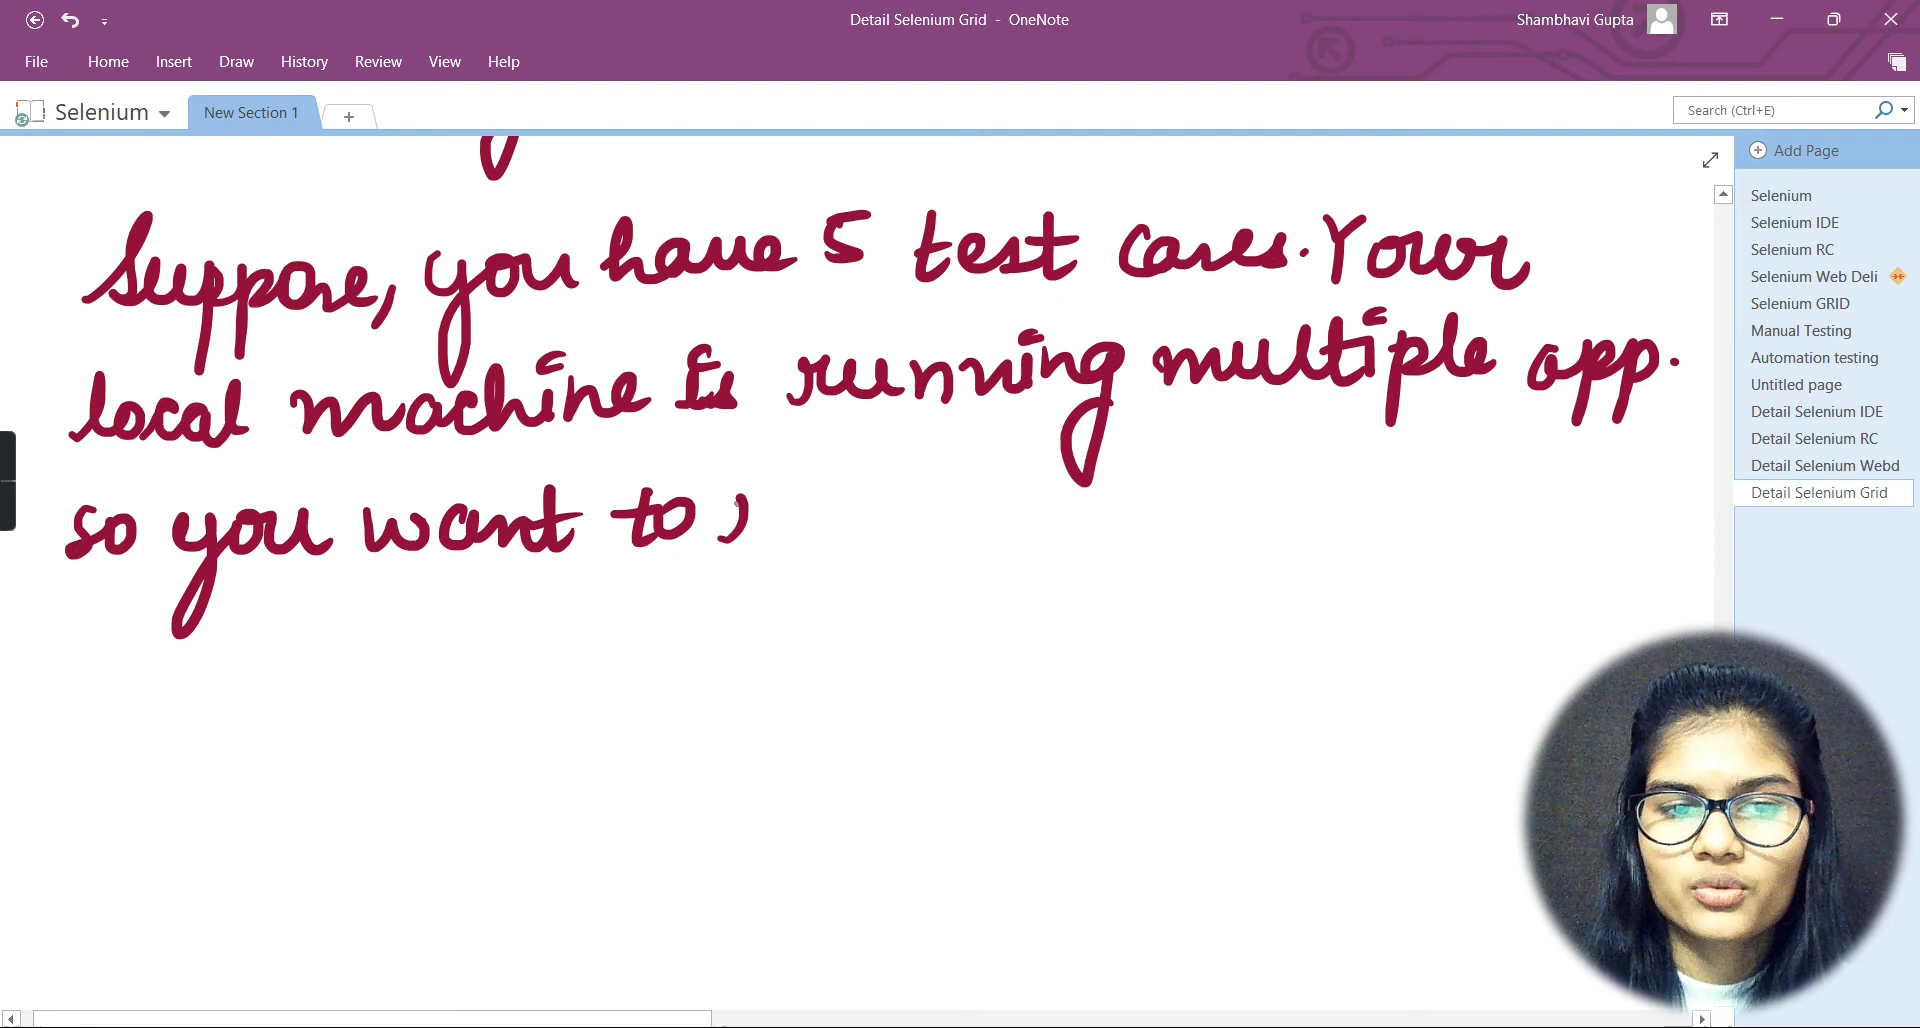 Detail Selenium Grid - OneNote
Shambhavi Gupta
File Home Insert Draw History Review View Help
Selenium
New Section 1
Search (Ctrl+E)
Suppose, you have 5 test cases. Your
local machine is running multiple app.
so you want to
Add Page
Selenium
Selenium IDE
Selenium RC
Selenium Web Deli
Selenium GRID
Manual Testing
Automation testing
Untitled page
Detail Selenium IDE
Detail Selenium RC
Detail Selenium Webd
Detail Selenium Grid